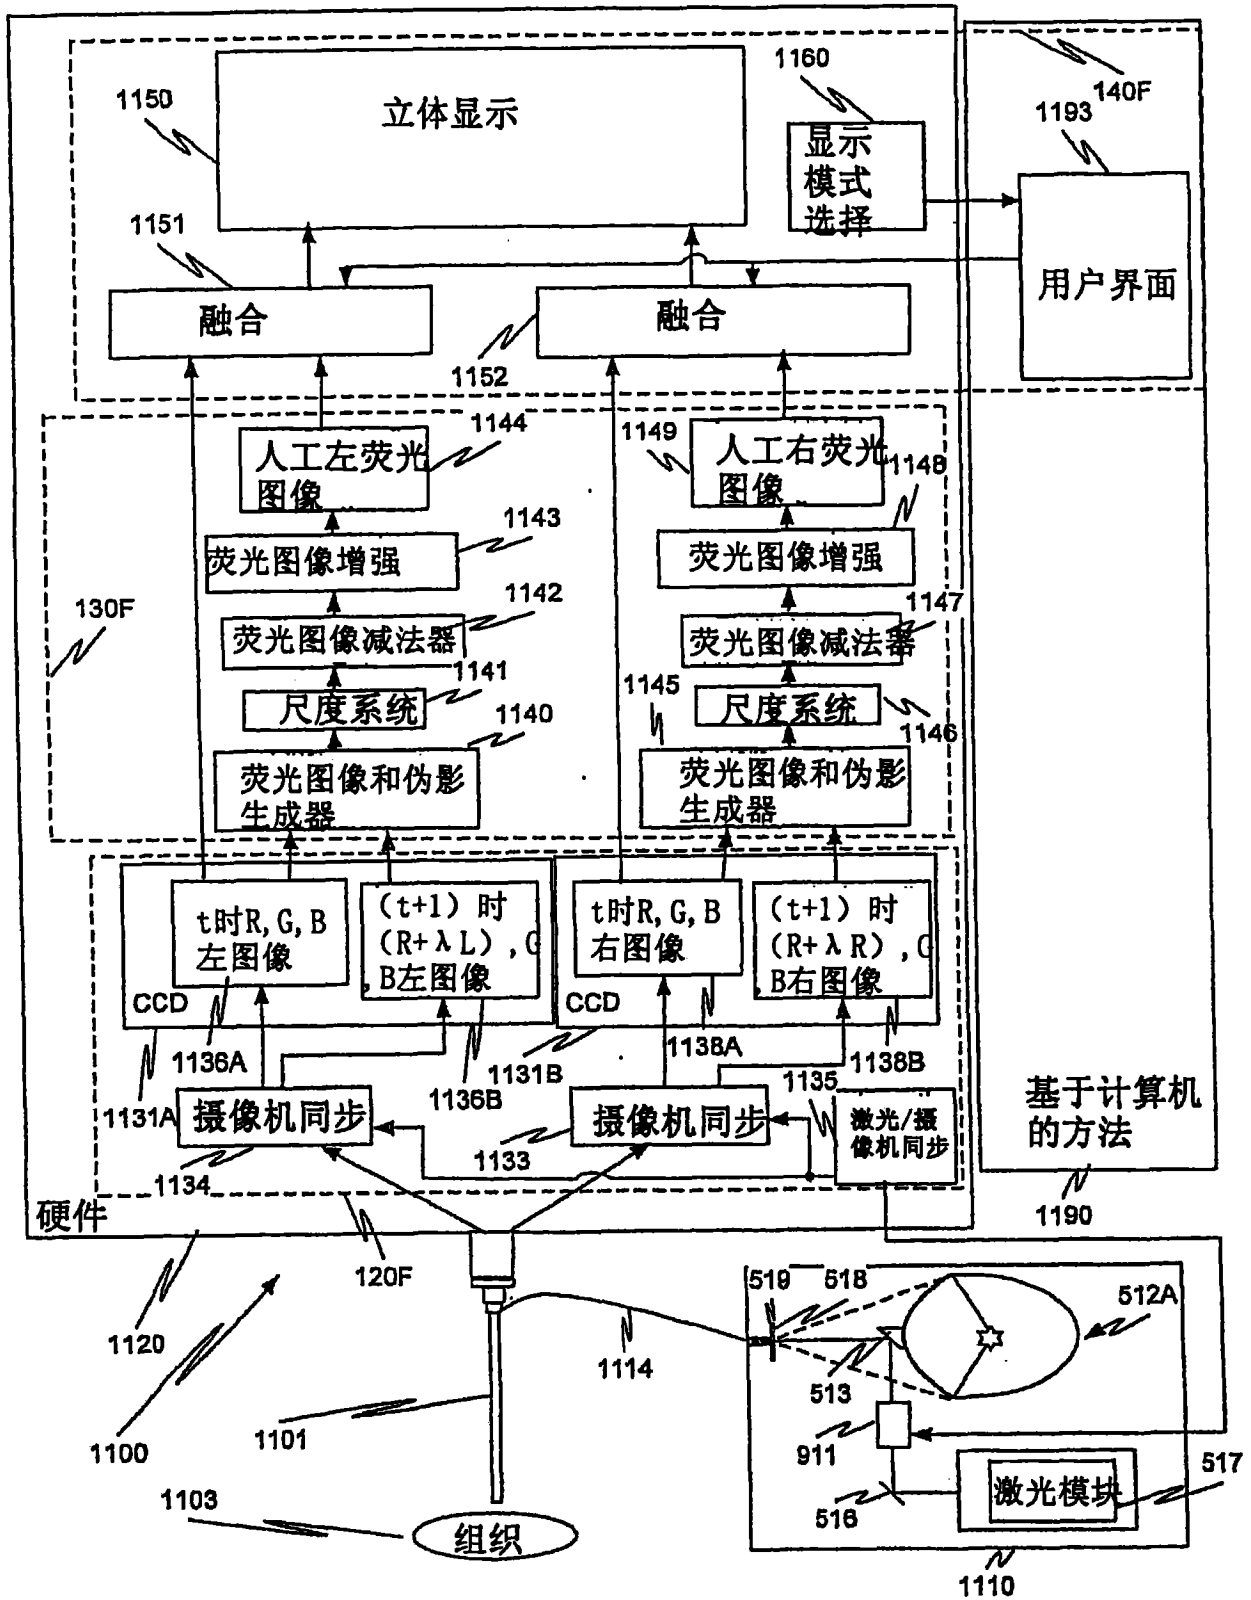 1160
140F
1150
立体显示
1193
显示
模式
选择
1151
用户界面
融合
融合
1152
1144
1149
人工左荧光
图像
人工右荧光
图像
1148
1143
荧光图像增强
荧光图像增强
130F
1142
1147
荧光图像减法器
荧光图像减法器
1141
1145
尺度系统
尺度系统
1140
1146
荧光图像和伪影
生成器
荧光图像和伪影
生成器
t时R,G,B
左图像
(t+1)时
(R+λL),G
,B左图像
t时R,G,B
右图像
(t+1)时
(R+λR),G
,B右图像
CCD
CCD
1136A
1138A
1138B
1131A
1136B
1131B
1135
摄像机同步
摄像机同步
激光/摄
像机同步
基于计算机
的方法
1134
1133
1190
硬件
120F
519
518
512A
1120
1114
513
1100
1101
911
517
激光模块
516
1103
组织
1110